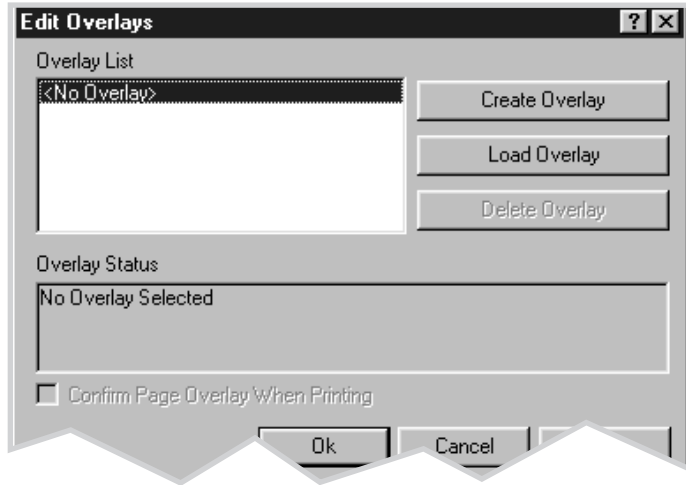 Edit Overlays
Overlay List
<No Overlay>
Create Overlay
Load Overlay
Delete Overlay
Overlay Status
No Overlay Selected
Confirm Page Overlay When Printing
Ok Cancel